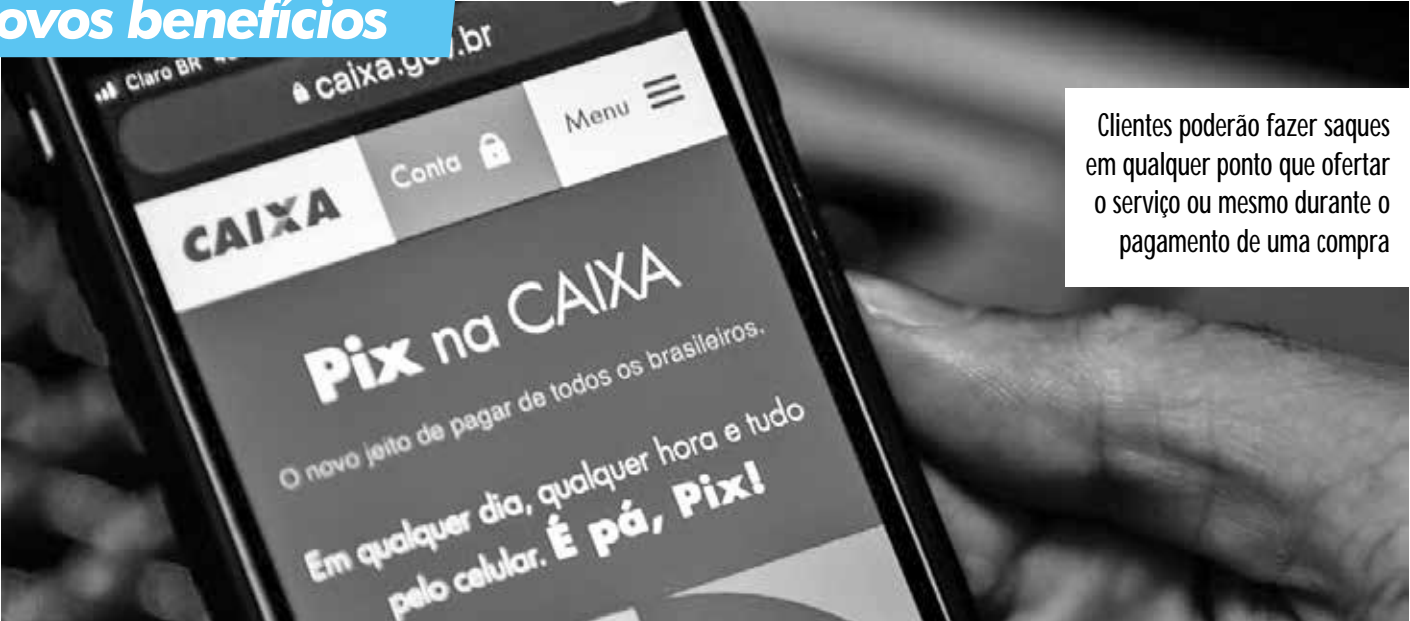 ovos benefícios
Claro BR
caixa.gov.br
CAIXA
Conta
Menu
Pix na CAIXA
O novo jeito de pagar de todos os brasileiros.
Em qualquer dia, qualquer hora e tudo
pelo celular. É pá, Pix!
Clientes poderão fazer saques
em qualquer ponto que ofertar
o serviço ou mesmo durante o
pagamento de uma compra